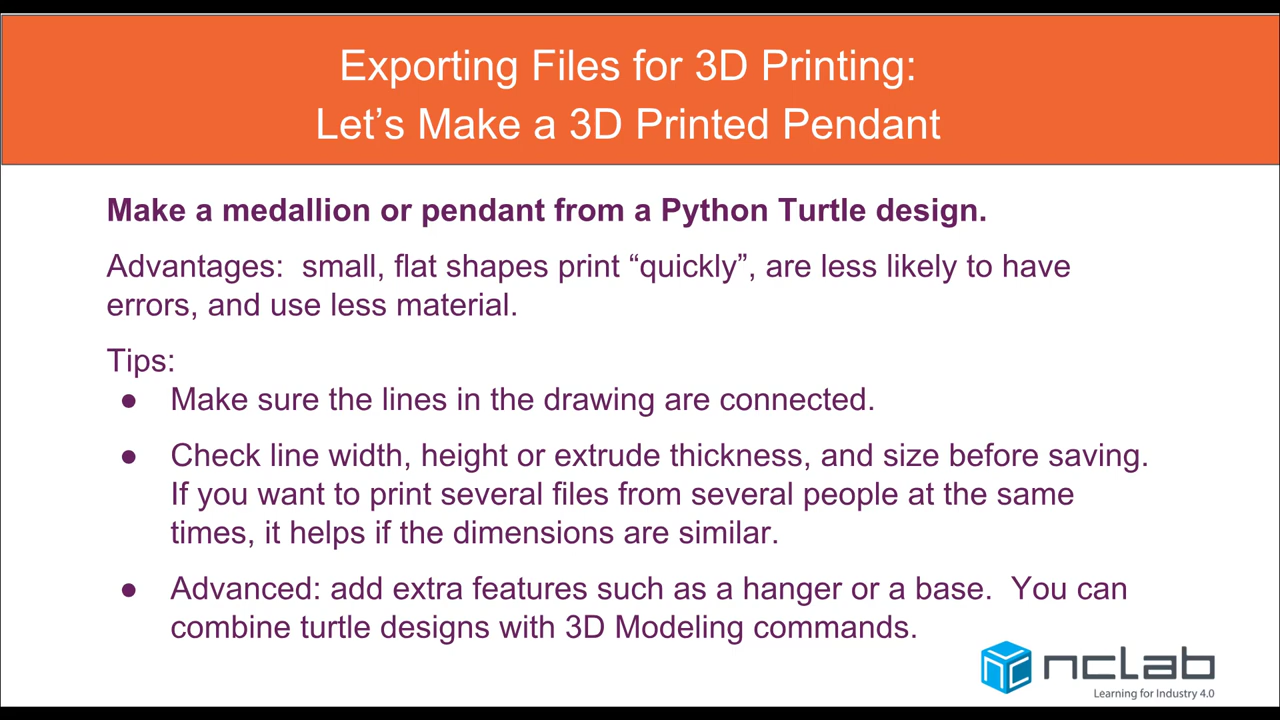 Exporting Files for 3D Printing:
Let’s Make a 3D Printed Pendant
Make a medallion or pendant from a Python Turtle design.
Advantages:  small, flat shapes print “quickly”, are less likely to have
errors, and use less material.
Tips:
● Make sure the lines in the drawing are connected.
● Check line width, height or extrude thickness, and size before saving.
If you want to print several files from several people at the same
times, it helps if the dimensions are similar.
● Advanced: add extra features such as a hanger or a base.  You can
combine turtle designs with 3D Modeling commands.
nclab
Learning for Industry 4.0